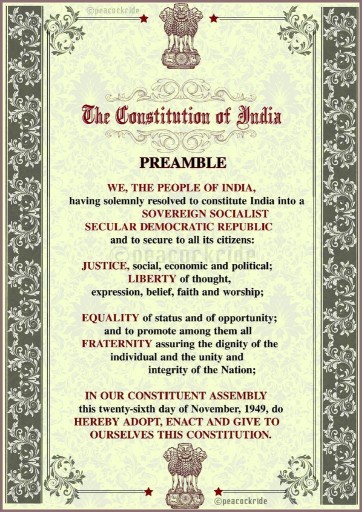 ©peacockride
The Constitution of India
PREAMBLE
WE, THE PEOPLE OF INDIA,
having solemnly resolved to constitute India into a
SOVEREIGN SOCIALIST
SECULAR DEMOCRATIC REPUBLIC
and to secure to all its citizens:
©peacockride
JUSTICE, social, economic and political;
LIBERTY of thought,
expression, belief, faith and worship;
EQUALITY of status and of opportunity;
and to promote among them all
FRATERNITY assuring the dignity of the
individual and the unity and
integrity of the Nation;
IN OUR CONSTITUENT ASSEMBLY
this twenty-sixth day of November, 1949, do
HEREBY ADOPT, ENACT AND GIVE TO
OURSELVES THIS CONSTITUTION.
©peacockride